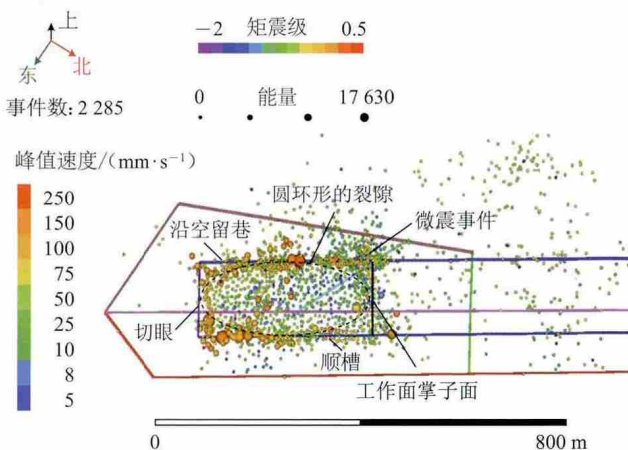 上
东
北
事件数: 2 285
−2 矩震级 0.5
0 能量 17 630
峰值速度/(mm·s⁻¹)
250
150
100
75
50
25
10
8
5
圆环形的裂隙
沿空留巷
微震事件
切眼
顺槽
工作面掌子面
0
800 m